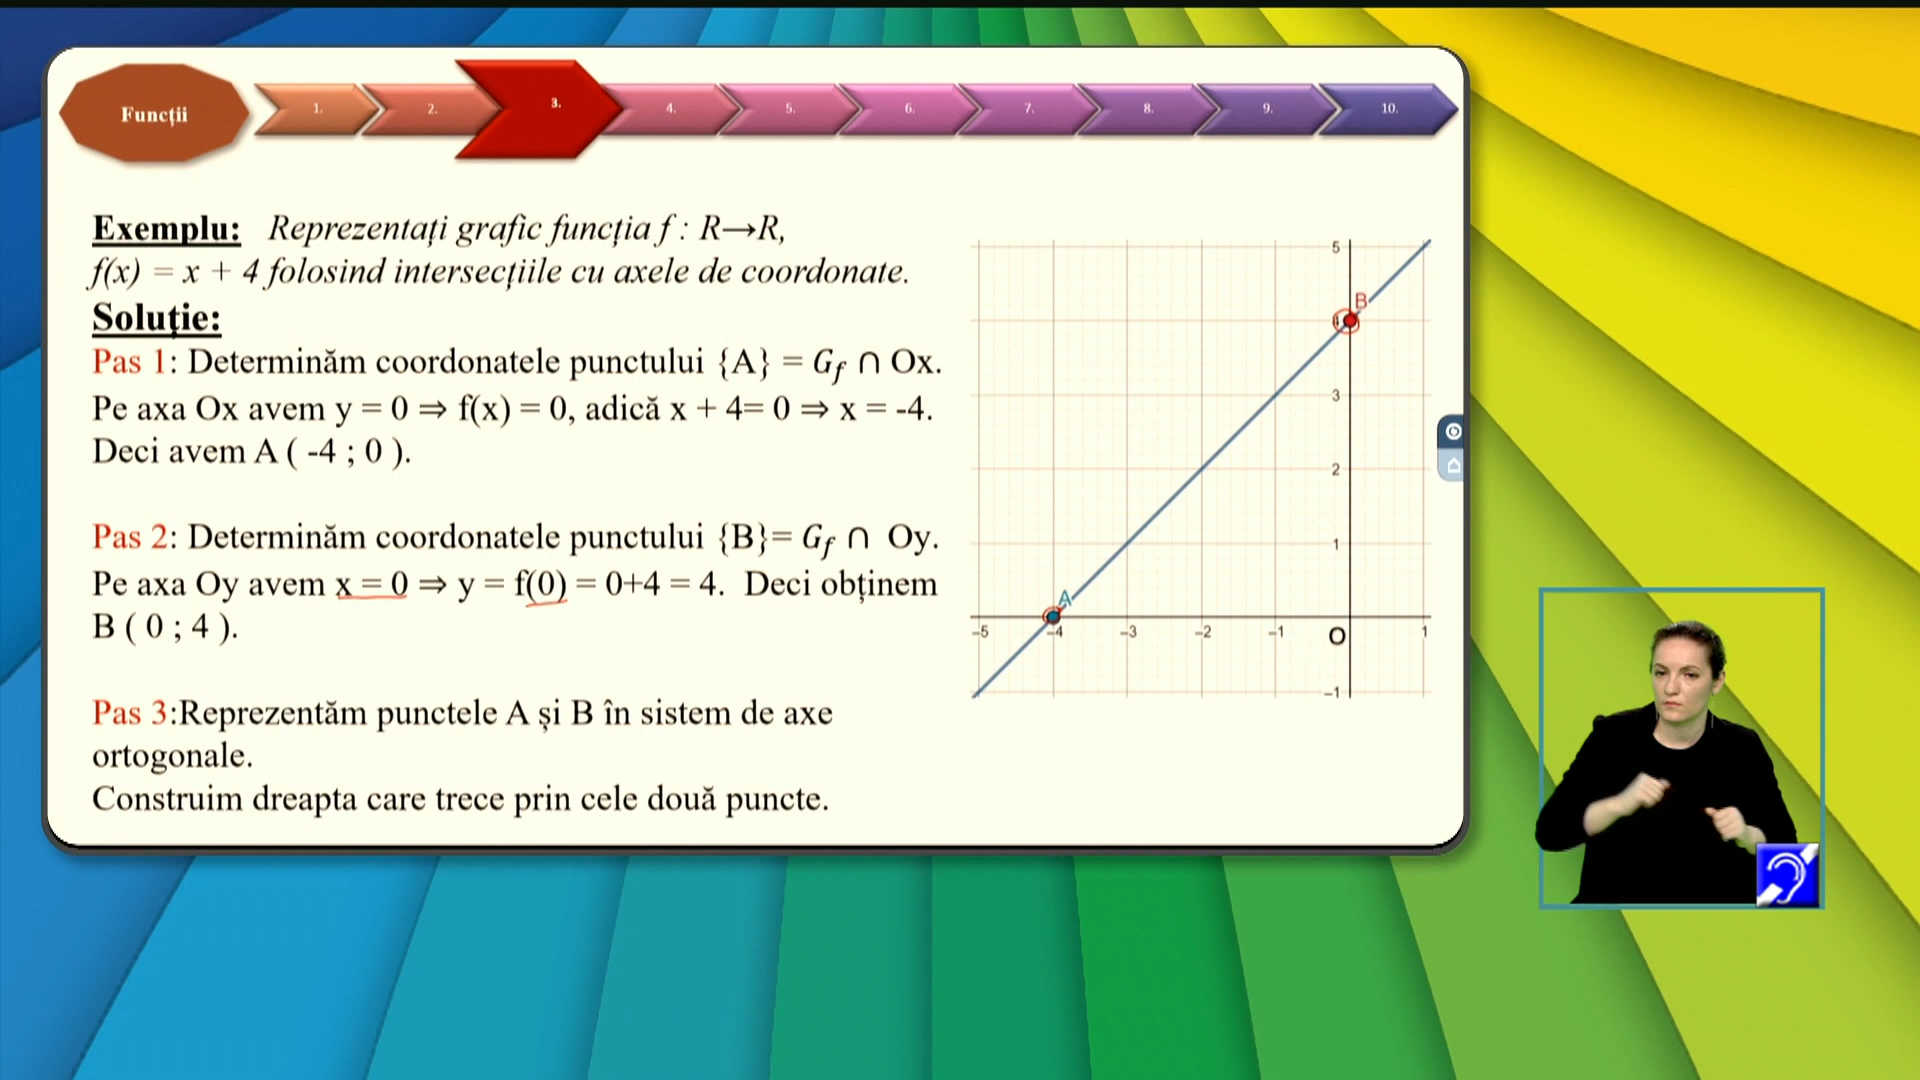 Funcții
1.
2.
3.
4.
5.
6.
7.
8.
9.
10.
Exemplu: Reprezentați grafic funcția f : R→R,
f(x) = x + 4 folosind intersecțiile cu axele de coordonate.
Soluție:
Pas 1: Determinăm coordonatele punctului {A} = G_f ∩ Ox.
Pe axa Ox avem y = 0 ⇒ f(x) = 0, adică x + 4= 0 ⇒ x = -4.
Deci avem A ( -4 ; 0 ).
Pas 2: Determinăm coordonatele punctului {B}= G_f ∩ Oy.
Pe axa Oy avem x = 0 ⇒ y = f(0) = 0+4 = 4. Deci obținem
B ( 0 ; 4 ).
Pas 3:Reprezentăm punctele A și B în sistem de axe
ortogonale.
Construim dreapta care trece prin cele două puncte.
5
B
3
2
1
A
−5 −4 −3 −2 −1 O 1
−1